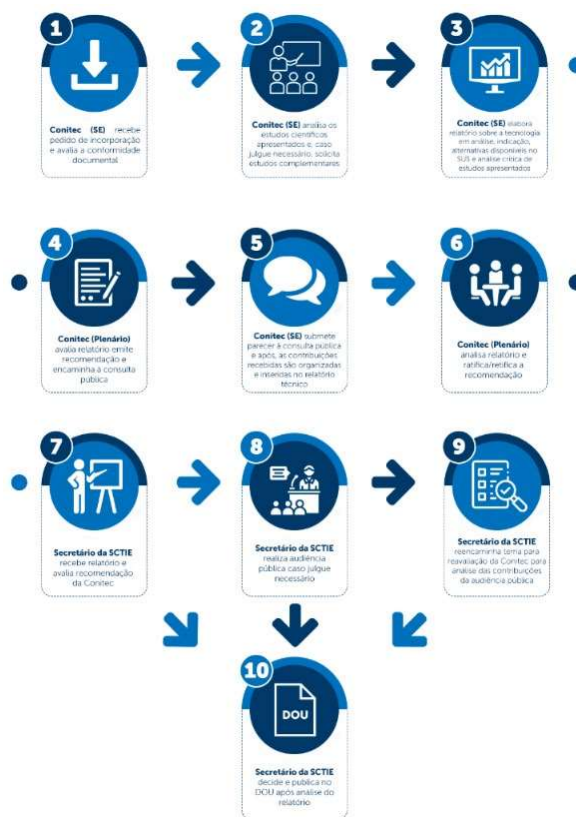 1
Conitec (SE) recebe
pedido de incorporação
e avalia a conformidade
documental
2
Conitec (SE) analisa os
estudos científicos
apresentados e, caso
julgue necessário, solicita
estudos complementares
3
Conitec (SE) elabora
relatório sobre a tecnologia
em análise, indicação,
alternativas disponíveis no
SUS e análise crítica de
estudos apresentados
4
Conitec (Plenário)
avalia relatório emite
recomendação e
encaminha à consulta
pública
5
Conitec (SE) submete
parecer à consulta pública
e após, as contribuições
recebidas são organizadas
e inseridas no relatório
técnico
6
Conitec (Plenário)
analisa relatório e
ratifica/retifica a
recomendação
7
Secretário da SCTIE
recebe relatório e
avalia recomendação
da Conitec
8
Secretário da SCTIE
realiza audiência
pública caso julgue
necessário
9
Secretário da SCTIE
reencaminha tema para
reavaliação da Conitec para
análise das contribuições
da audiência pública
10
DOU
Secretário da SCTIE
decide e publica no
DOU após análise do
relatório